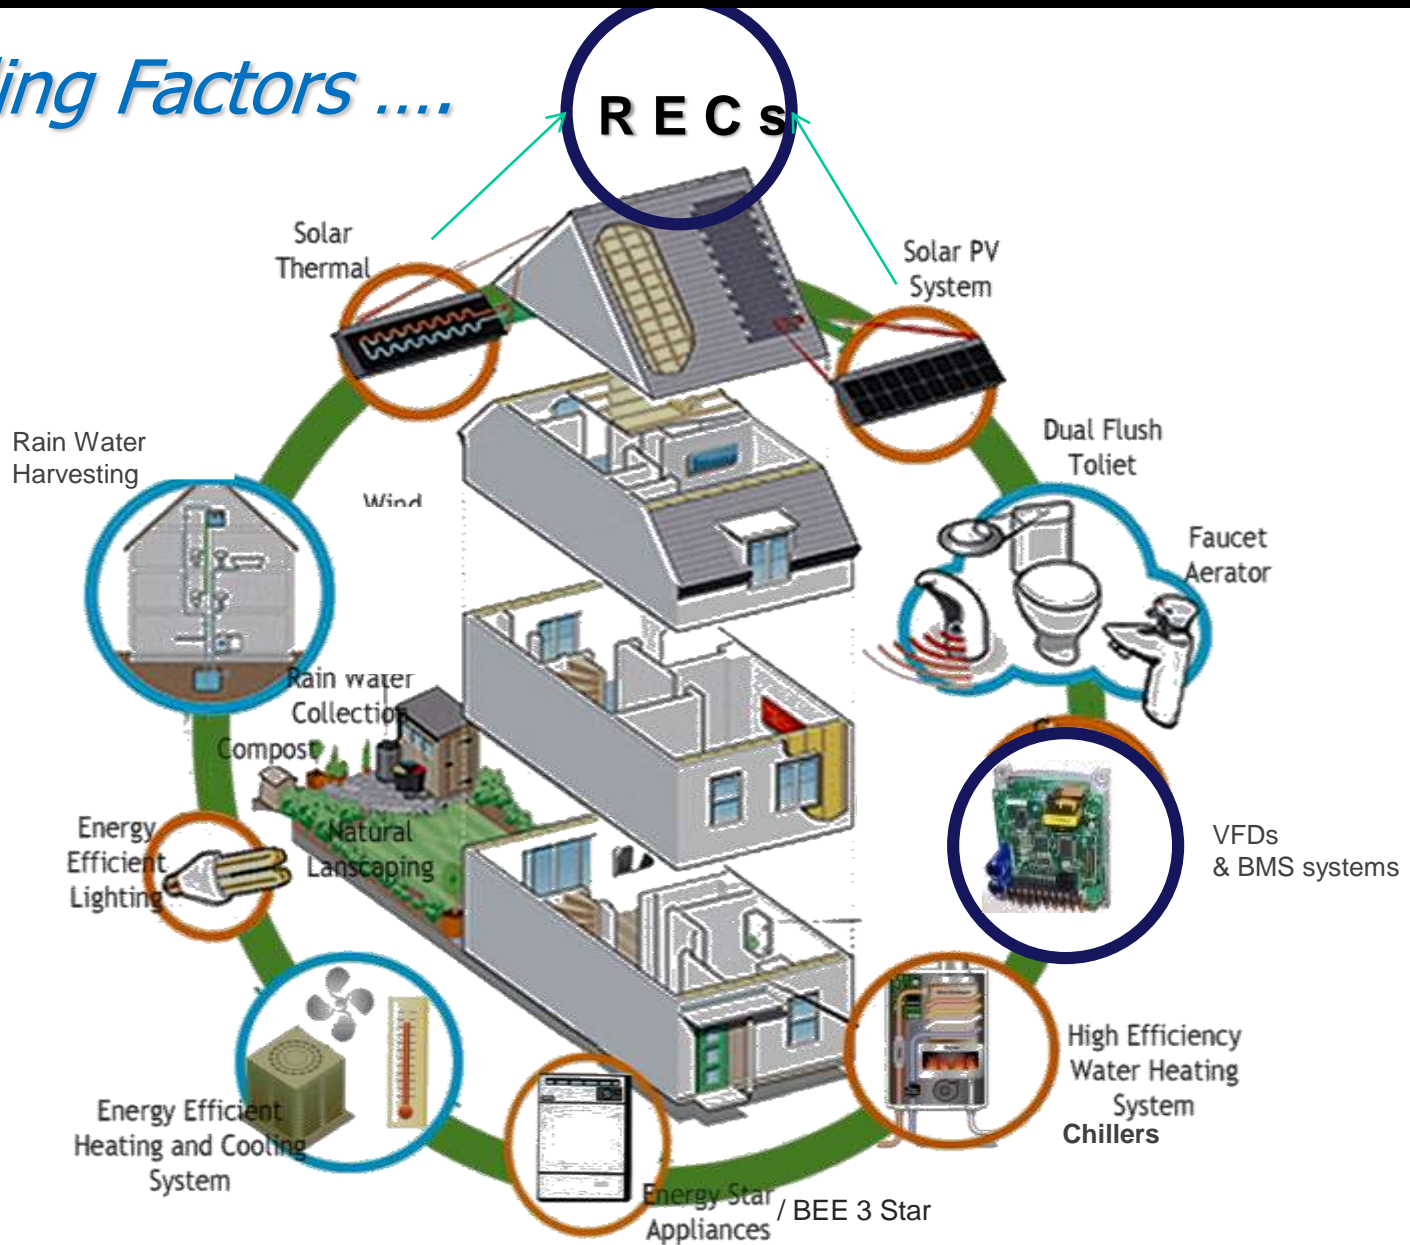 ing Factors ….
R E C s
Solar
Thermal
Solar PV
System
Rain Water
Harvesting
Dual Flush
Toliet
Wind
Faucet
Aerator
Rain Water
Collection
Compost
Energy
Efficient
Lighting
Natural
Lanscaping
VFDs
& BMS systems
High Efficiency
Water Heating
System
Chillers
Energy Efficient
Heating and Cooling
System
Energy Star
Appliances
/ BEE 3 Star